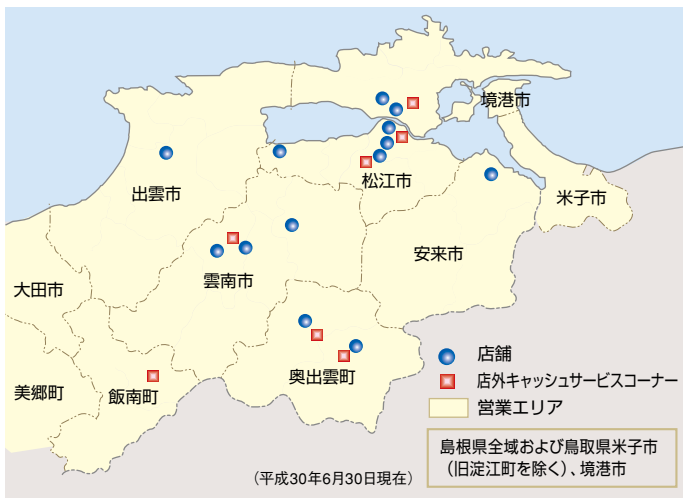 境港市
松江市
出雲市
米子市
安来市
雲南市
大田市
奥出雲町
美郷町
飯南町
店舗
店外キャッシュサービスコーナー
営業エリア
島根県全域および鳥取県米子市
（旧淀江町を除く）、境港市
（平成30年6月30日現在）